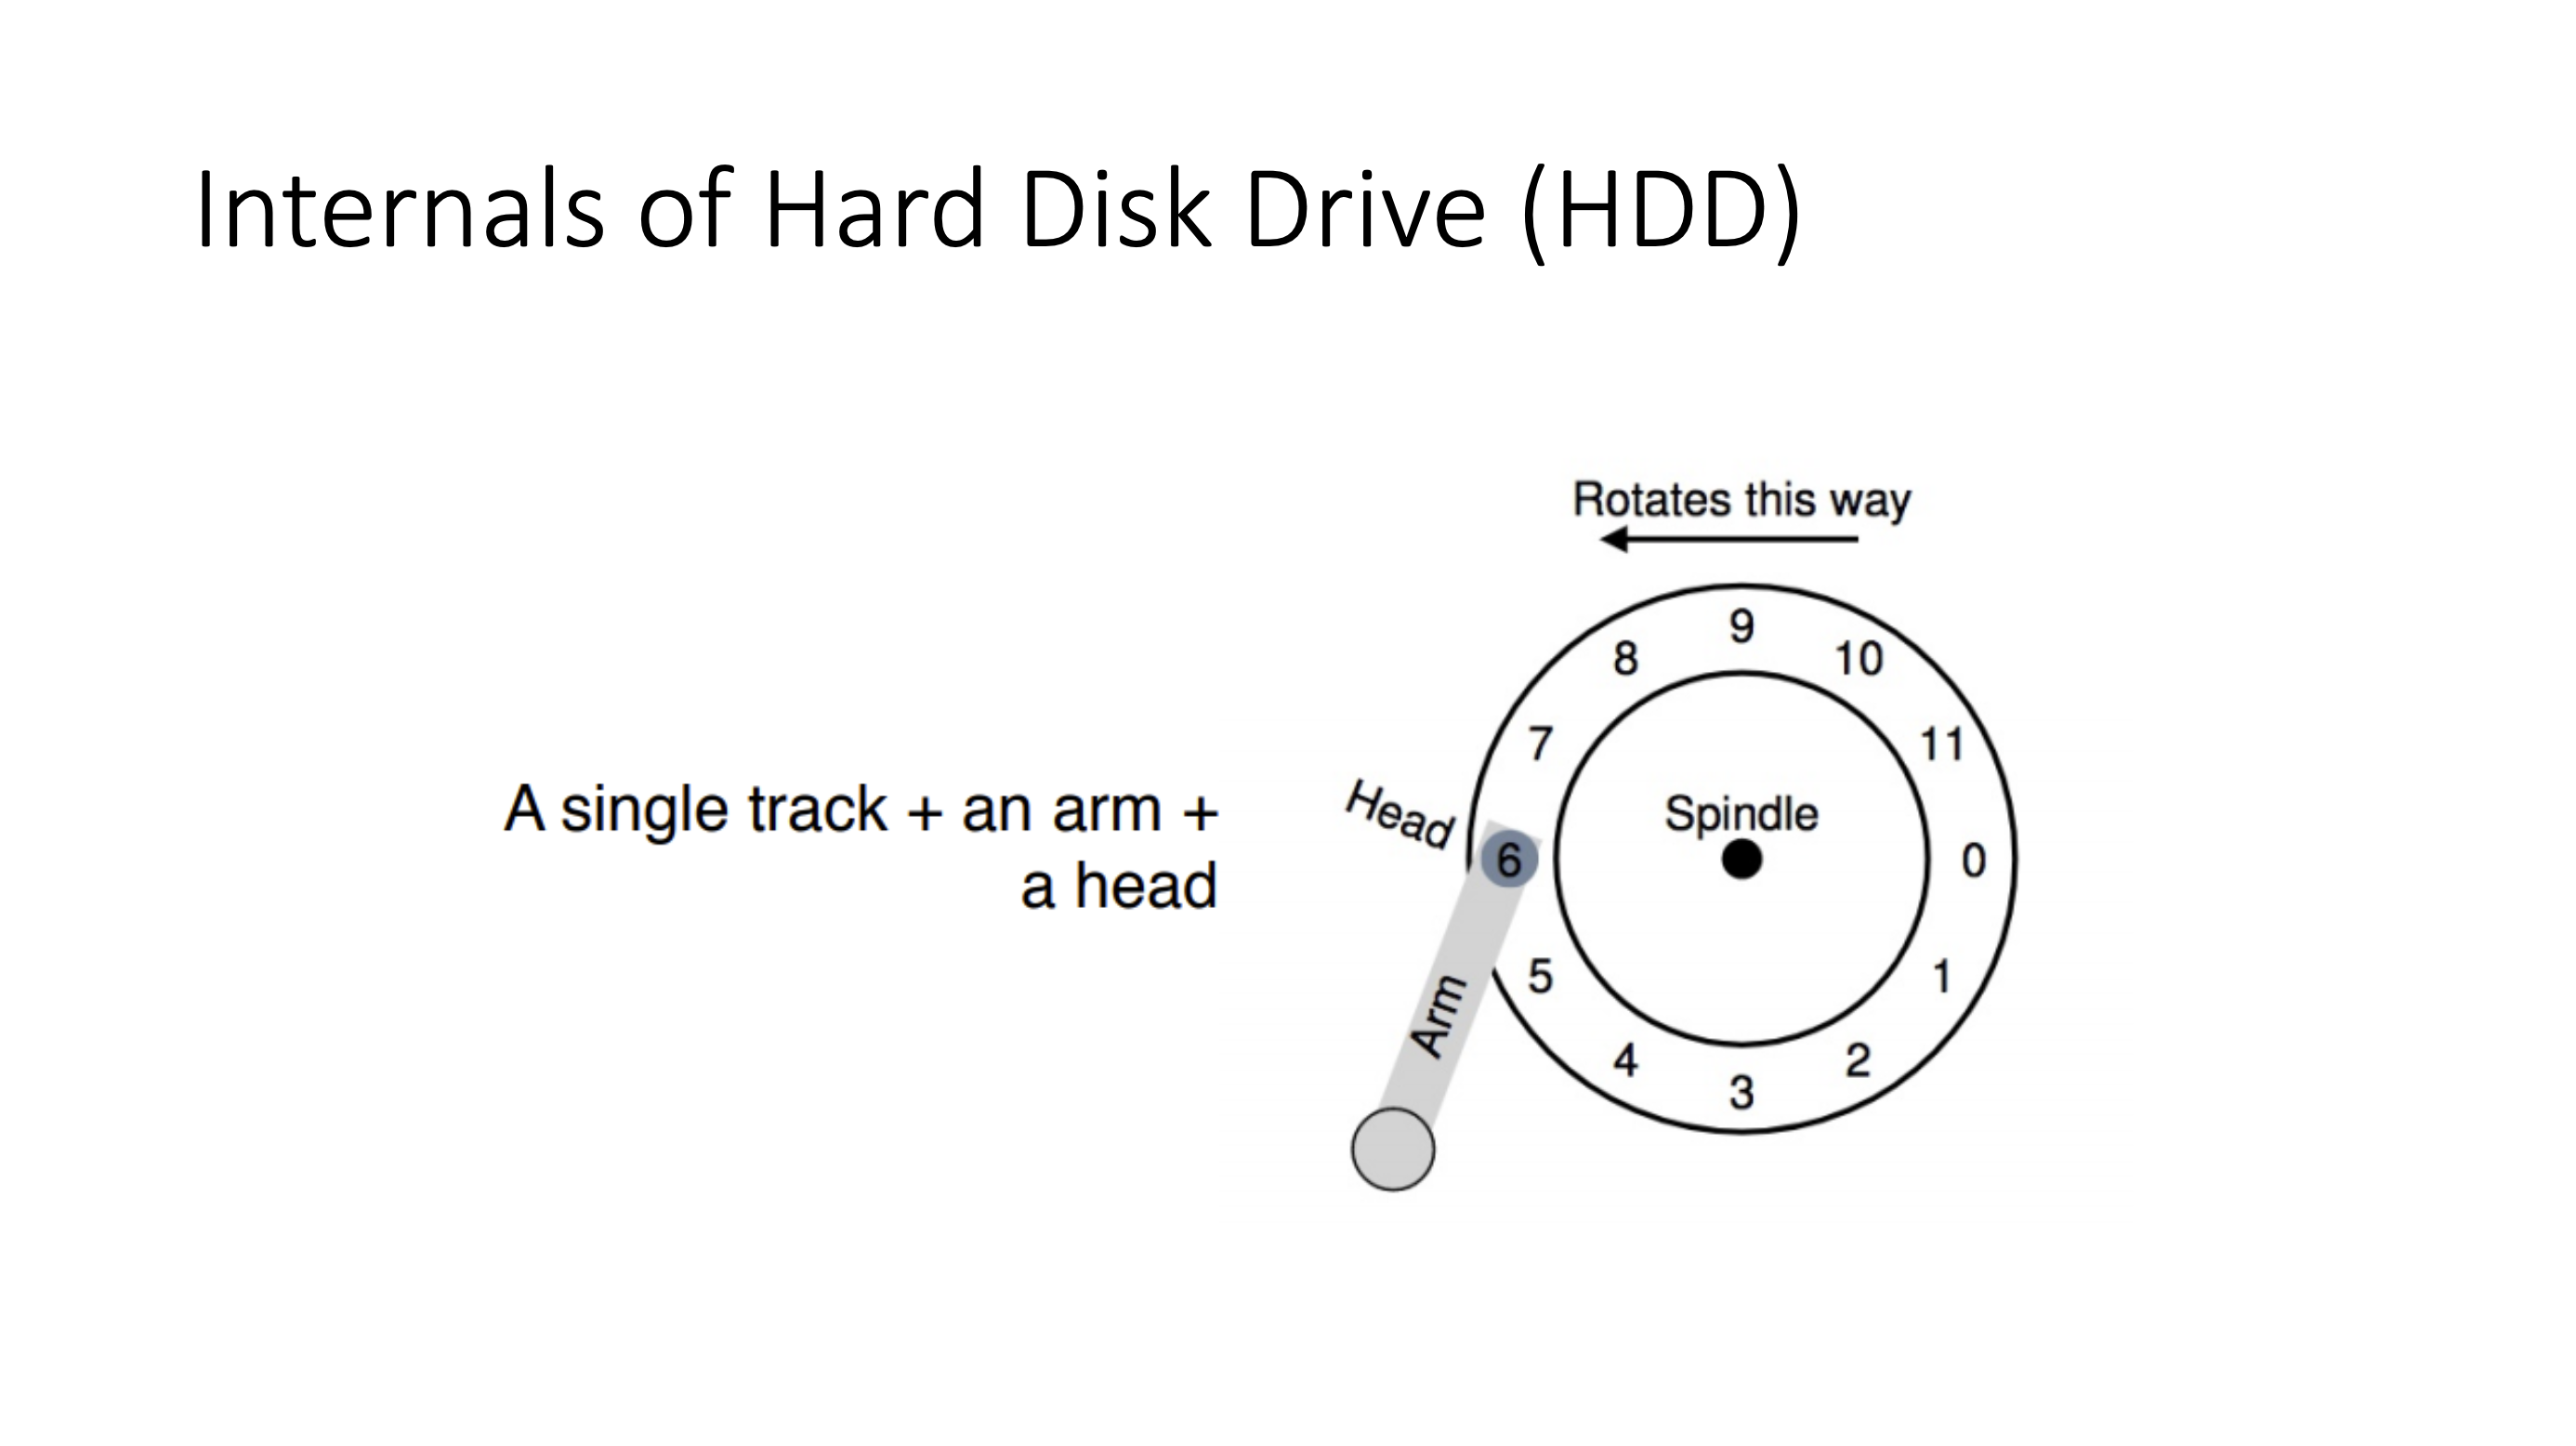 Internals of Hard Disk Drive (HDD)
A single track + an arm +
a head
Rotates this way
9
8
10
7
11
Head
Spindle
6
0
5
1
Arm
4
2
3